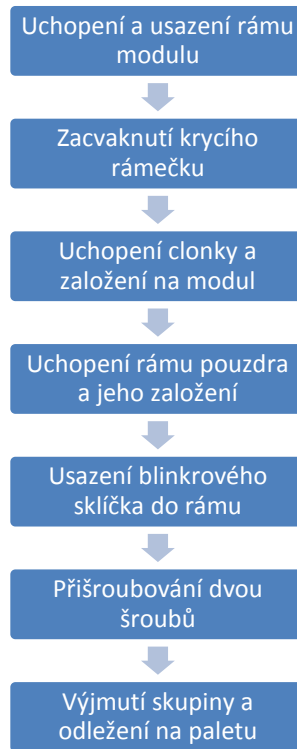 Uchopení a usazení rámu
modulu
Zacvaknutí krycího
rámečku
Uchopení clonky a
založení na modul
Uchopení rámu pouzdra
a jeho založení
Usazení blinkrového
sklíčka do rámu
Přišroubování dvou
šroubů
Výjmutí skupiny a
odležení na paletu